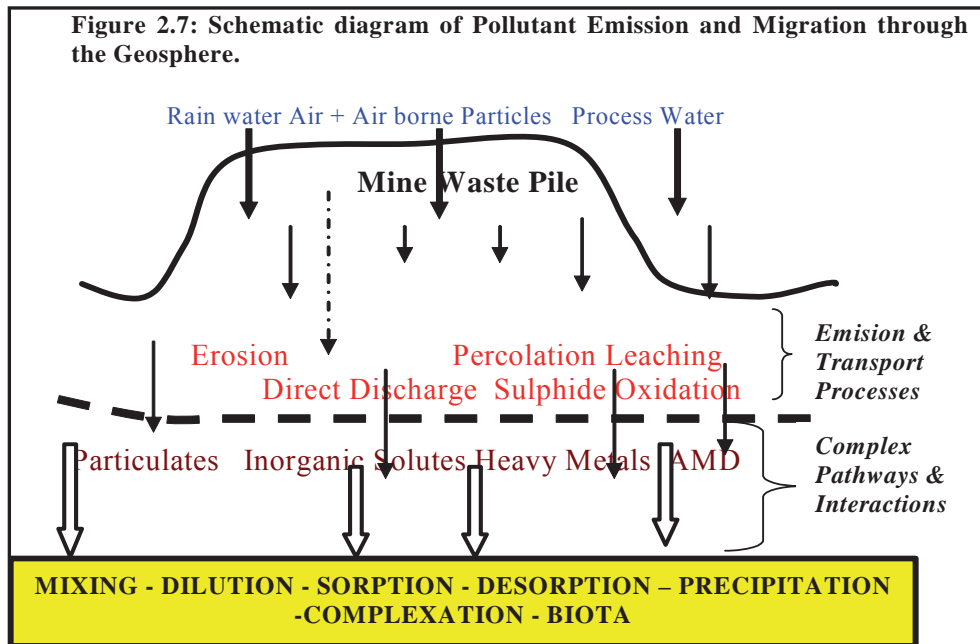 Figure 2.7: Schematic diagram of Pollutant Emission and Migration through
the Geosphere.
Rain water Air + Air borne Particles Process Water
Mine Waste Pile
Emision &
Transport
Processes
Erosion Percolation Leaching
Direct Discharge Sulphide Oxidation
Particulates Inorganic Solutes Heavy Metals AMD
Complex
Pathways &
Interactions
MIXING - DILUTION - SORPTION - DESORPTION – PRECIPITATION
-COMPLEXATION - BIOTA